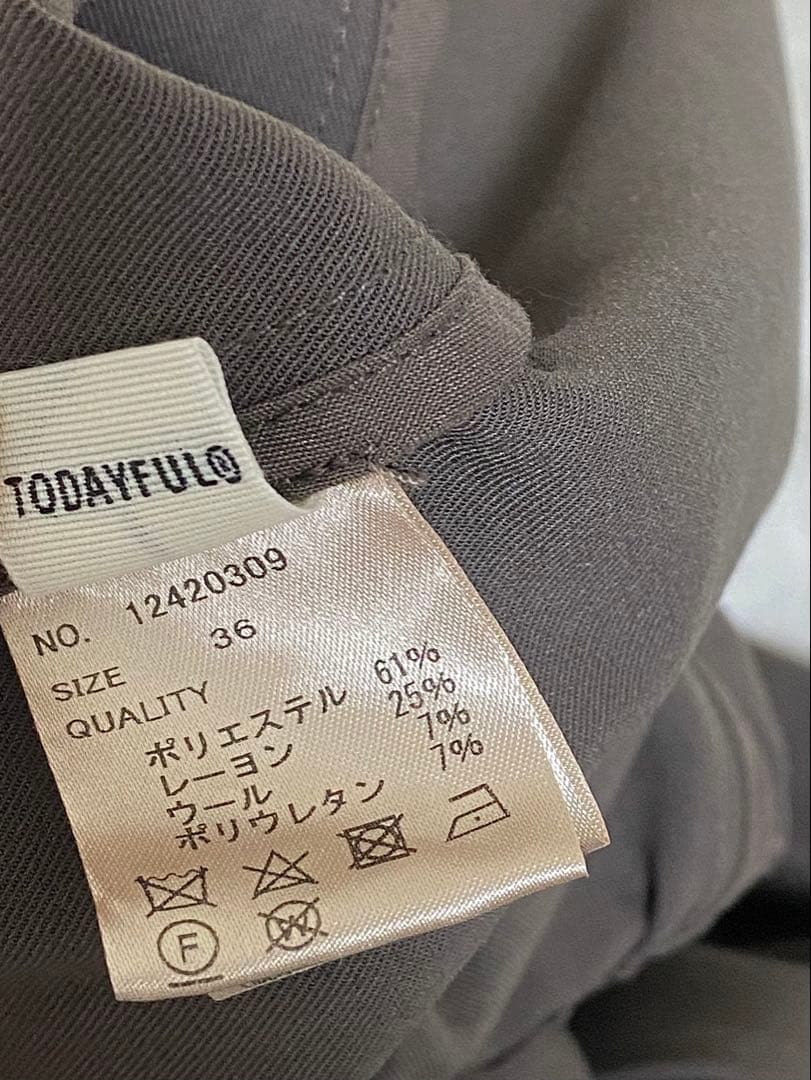 TODAYFUL®
NO. 12420309
SIZE 36
QUALITY
ポリエステル 61%
レーヨン 25%
ウール 7%
ポリウレタン 7%
F W